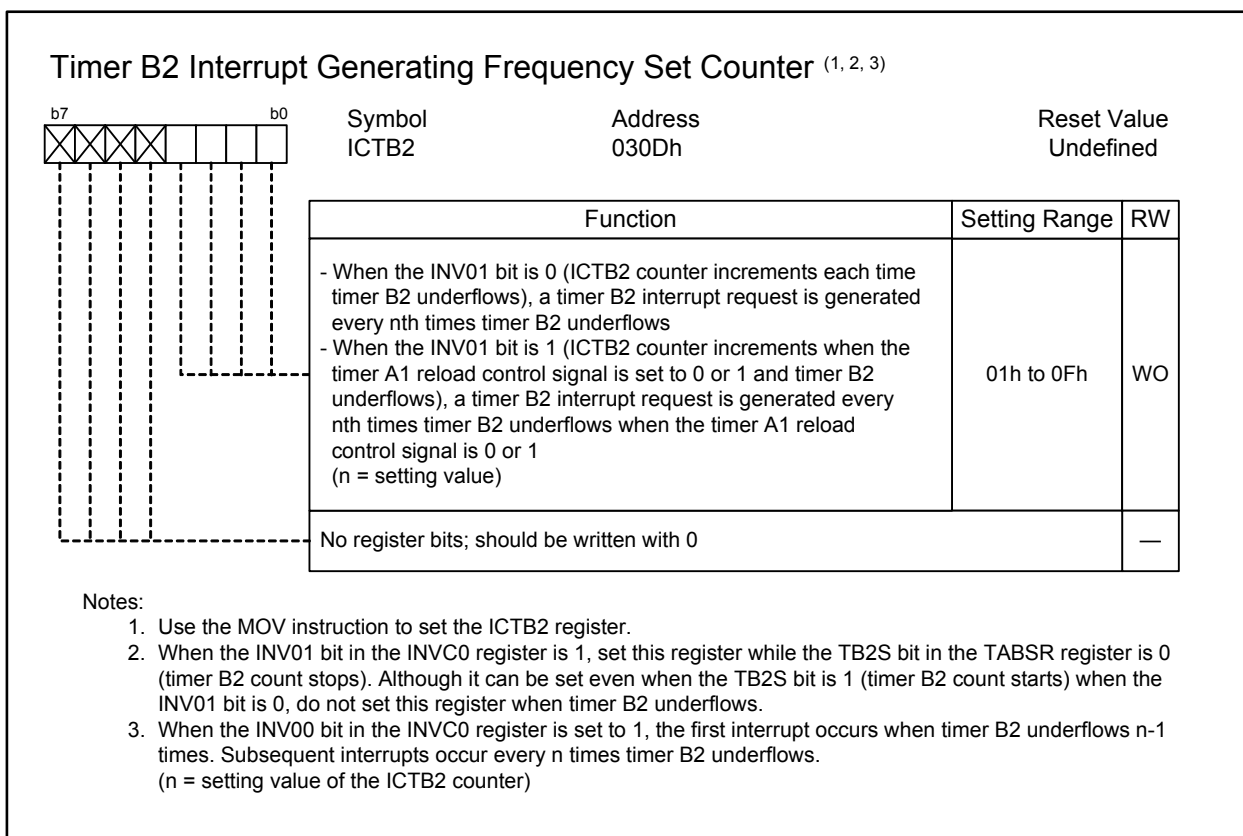 Timer B2 Interrupt Generating Frequency Set Counter (1, 2, 3)
b7 b0
Symbol Address Reset Value
ICTB2 030Dh Undefined
Function Setting Range RW
- When the INV01 bit is 0 (ICTB2 counter increments each time
timer B2 underflows), a timer B2 interrupt request is generated
every nth times timer B2 underflows
- When the INV01 bit is 1 (ICTB2 counter increments when the
timer A1 reload control signal is set to 0 or 1 and timer B2
underflows), a timer B2 interrupt request is generated every
nth times timer B2 underflows when the timer A1 reload
control signal is 0 or 1
(n = setting value)
01h to 0Fh WO
No register bits; should be written with 0 —
Notes:
1. Use the MOV instruction to set the ICTB2 register.
2. When the INV01 bit in the INVC0 register is 1, set this register while the TB2S bit in the TABSR register is 0
(timer B2 count stops). Although it can be set even when the TB2S bit is 1 (timer B2 count starts) when the
INV01 bit is 0, do not set this register when timer B2 underflows.
3. When the INV00 bit in the INVC0 register is set to 1, the first interrupt occurs when timer B2 underflows n-1
times. Subsequent interrupts occur every n times timer B2 underflows.
(n = setting value of the ICTB2 counter)